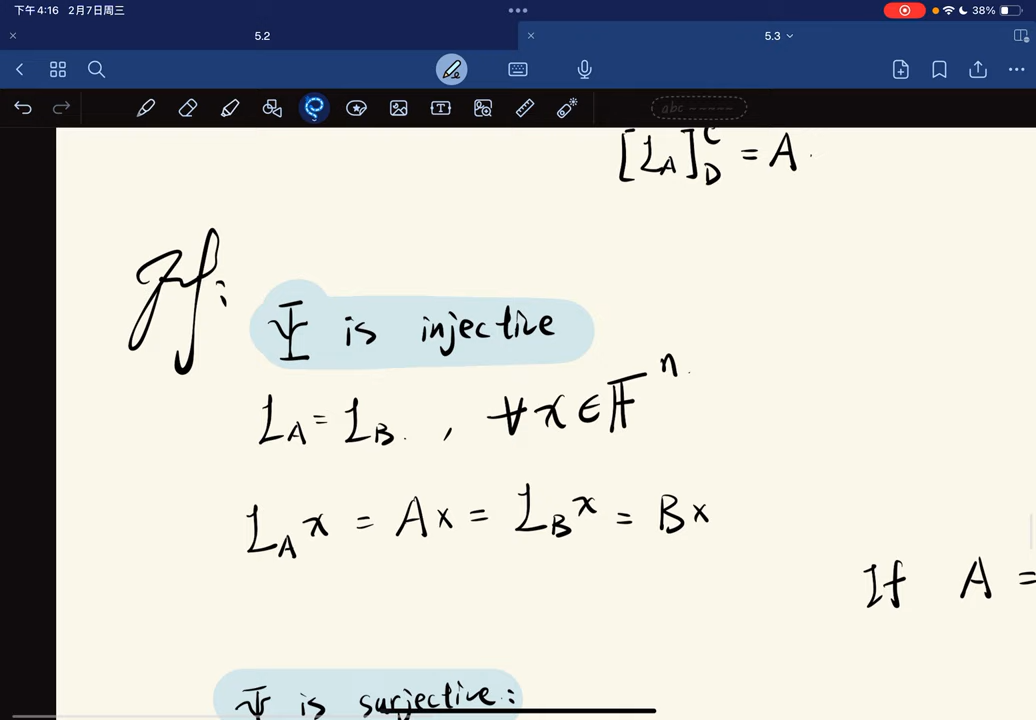 下午4:16 2月7日周三
38%
5.2
5.3
abc
[L_A]_D^C = A.
pf:
Ψ is injective
L_A = L_B. , ∀x ∈ 𝔽^n.
L_A x = Ax = L_B x = Bx
If A =
Ψ is surjective: